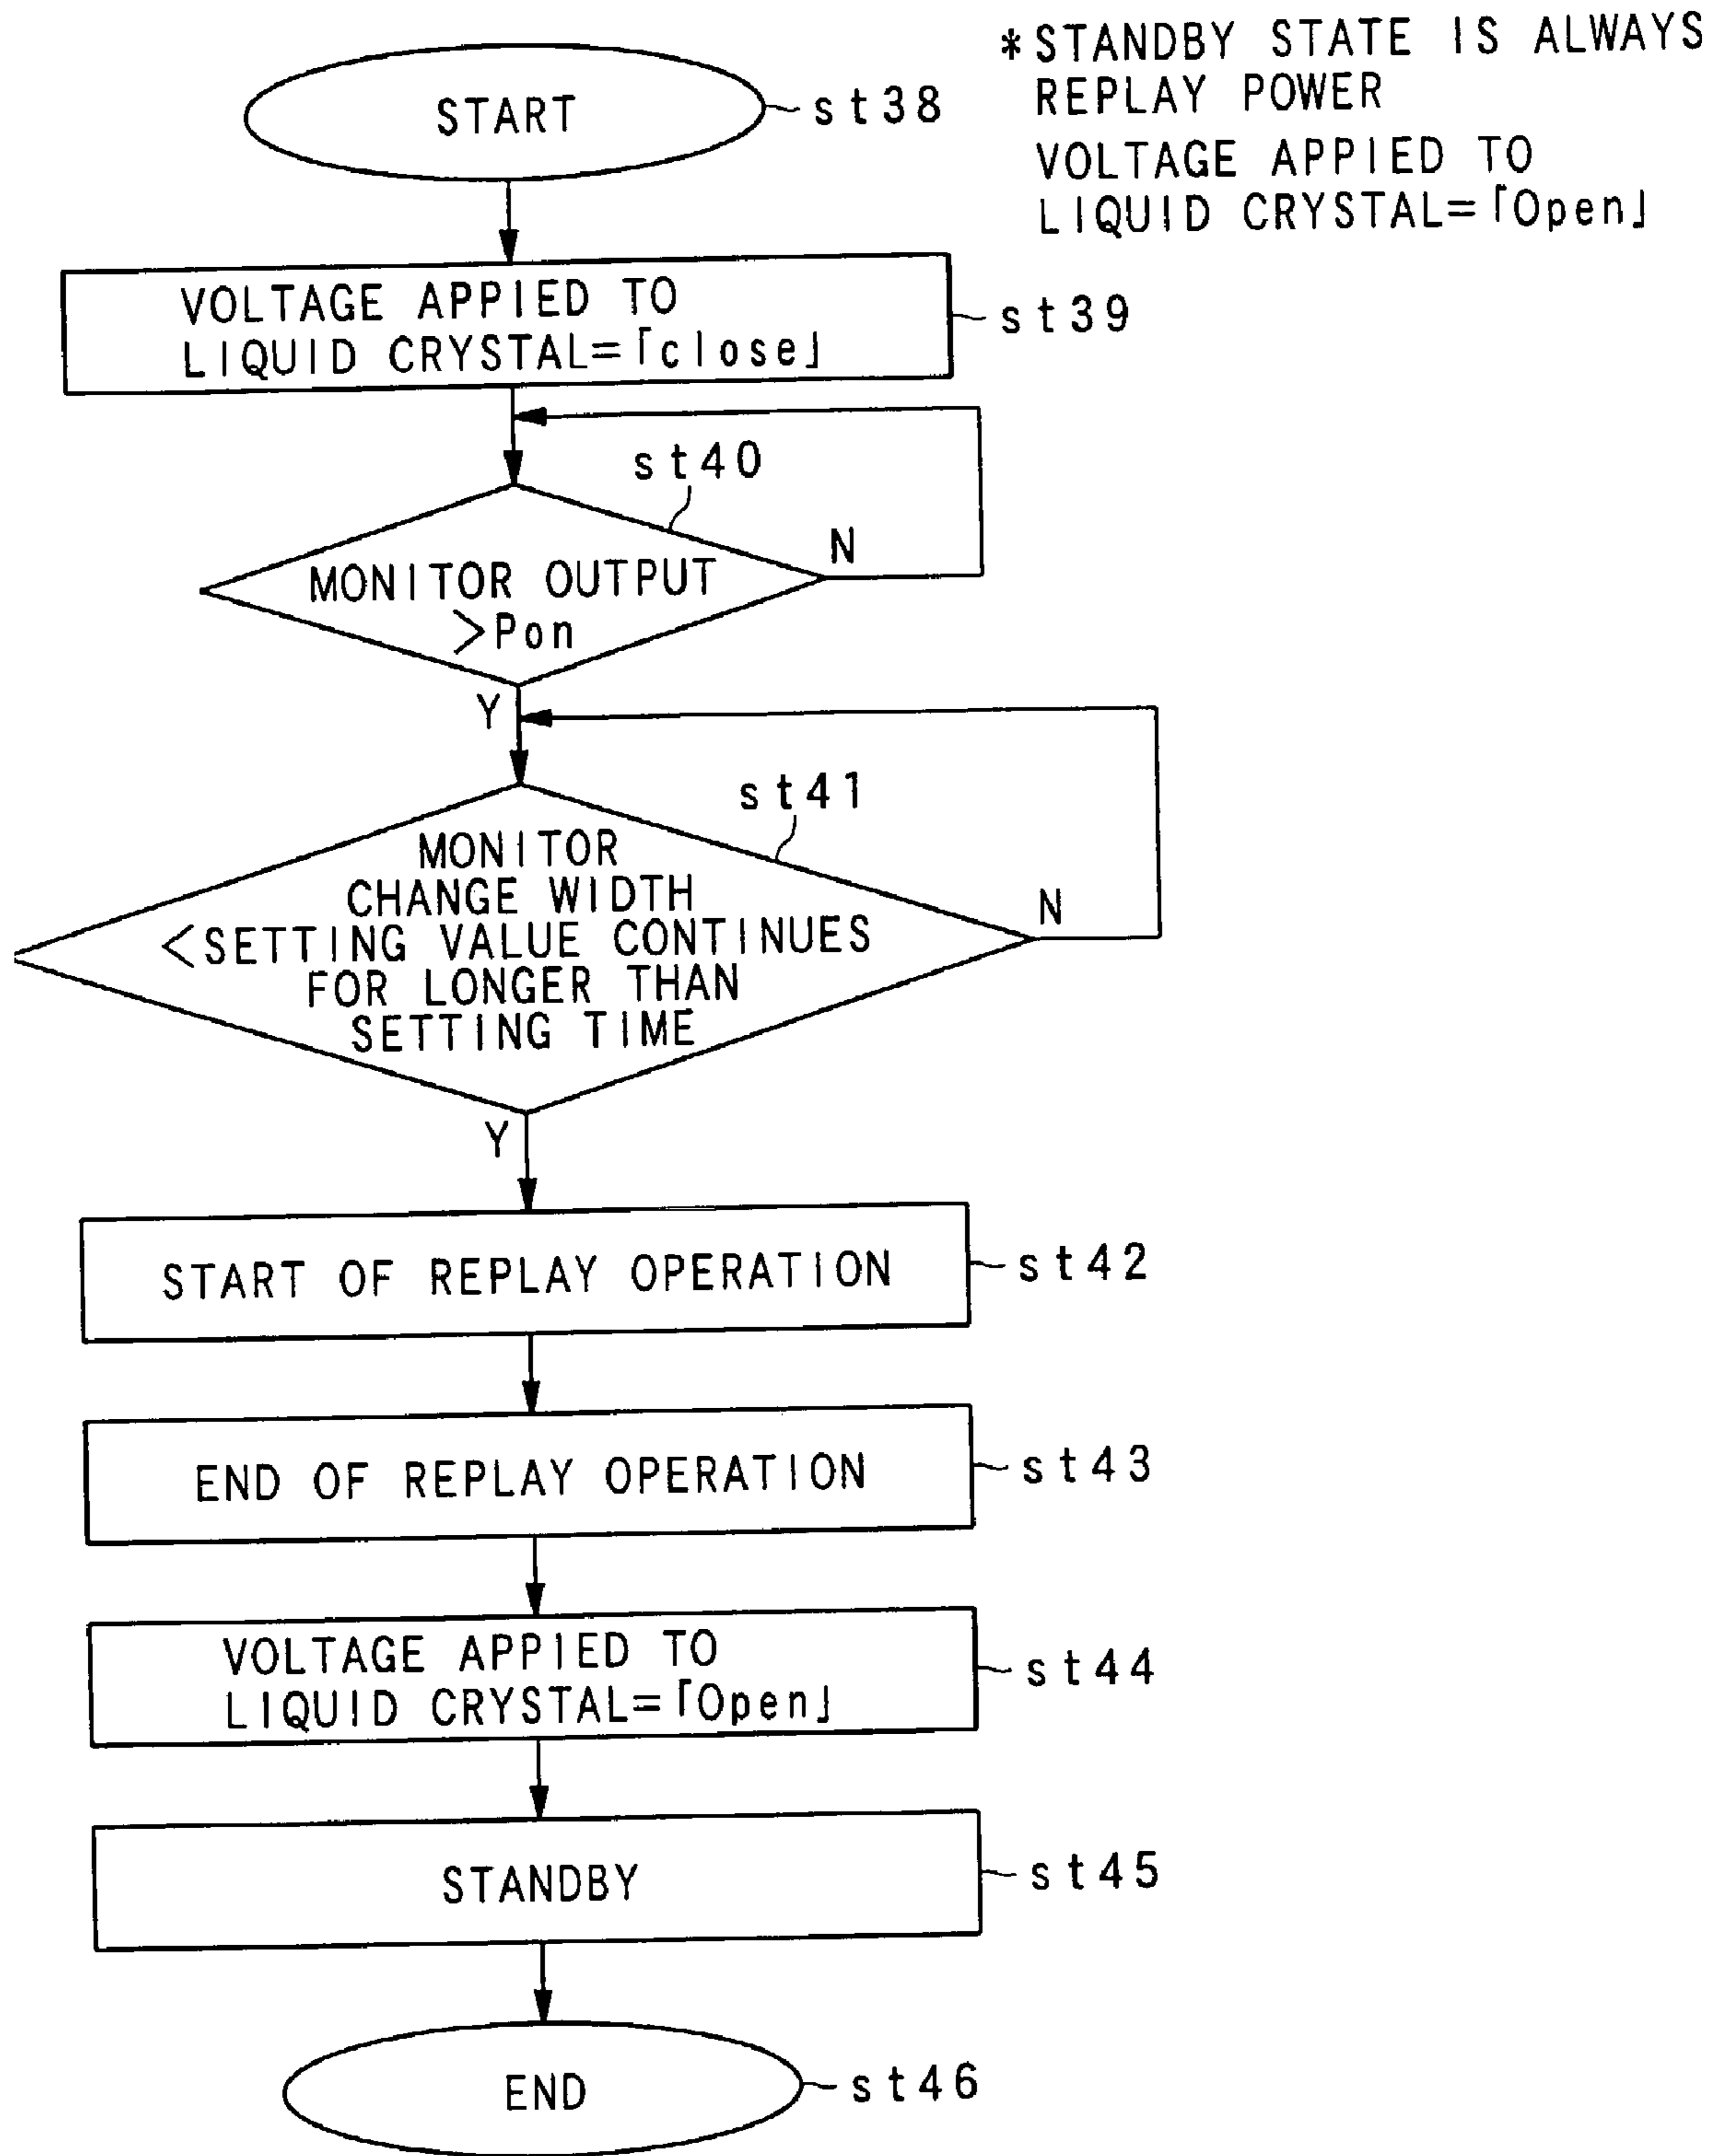 *STANDBY STATE IS ALWAYS
REPLAY POWER
VOLTAGE APPIED TO
LIQUID CRYSTAL=「Open」
START
st38
VOLTAGE APPIED TO
LIQUID CRYSTAL=「close」
st39
st40
MONITOR OUTPUT
>Pon
N
Y
st41
MONITOR
CHANGE WIDTH
<SETTING VALUE CONTINUES
FOR LONGER THAN
SETTING TIME
N
Y
START OF REPLAY OPERATION
st42
END OF REPLAY OPERATION
st43
VOLTAGE APPIED TO
LIQUID CRYSTAL=「Open」
st44
STANDBY
st45
END
st46